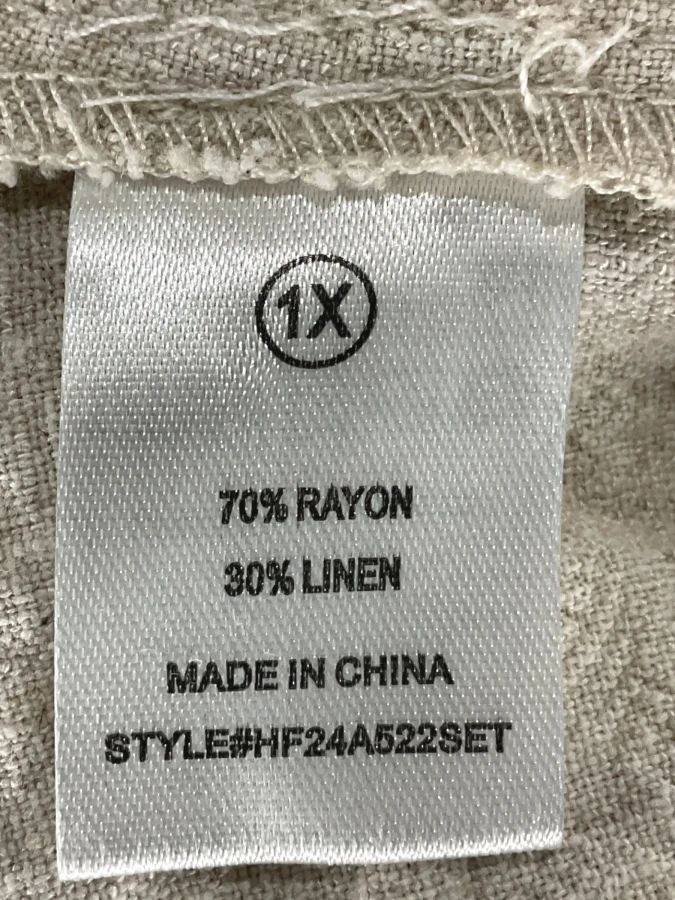 1X
70% RAYON
30% LINEN
MADE IN CHINA
STYLE#HF24A522SET